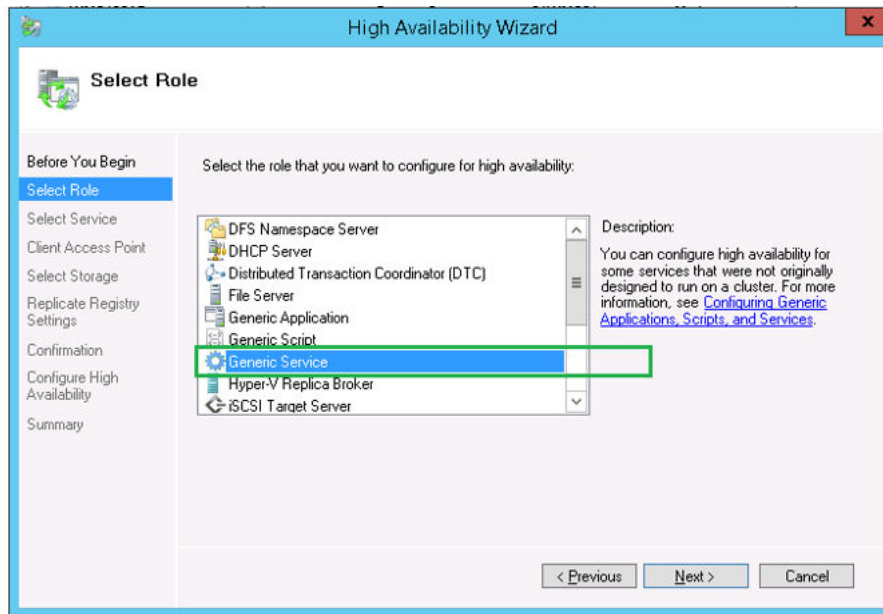 High Availability Wizard
x
Select Role
Before You Begin
Select Role
Select Service
Client Access Point
Select Storage
Replicate Registry
Settings
Confirmation
Configure High
Availability
Summary
Select the role that you want to configure for high availability:
DFS Namespace Server
DHCP Server
Distributed Transaction Coordinator (DTC)
File Server
Generic Application
Generic Script
Generic Service
Hyper-V Replica Broker
iSCSI Target Server
Description:
You can configure high availability for
some services that were not originally
designed to run on a cluster. For more
information, see Configuring Generic
Applications, Scripts, and Services.
< Previous
Next >
Cancel